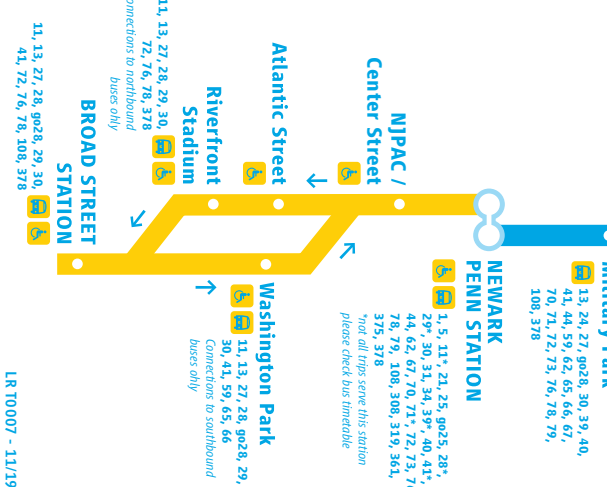 11, 13, 27, 28, go28, 29, 30,
41, 72, 76, 78, 108, 378
BROAD STREET
STATION
11, 13, 27, 28, 29, 30,
72, 76, 78, 378
to northbound
buses only
Riverfront
Stadium
Atlantic Street
NJPAC /
Center Street
Washington Park
11, 13, 27, 28, go28, 29,
30, 41, 59, 65, 66
Connections to southbound
buses only
NEWARK
PENN STATION
1, 5, 11*, 21, 25, go25, 28*,
29*, 30, 31, 34, 39*, 40, 41*,
44, 62, 67, 70, 71*, 72, 73,
78, 79, 108, 308, 319, 361,
375, 378
*not all trips serve this station
please check bus timetable
Park
13, 24, 27, go28, 30, 39, 40,
41, 44, 59, 62, 65, 66, 67,
70, 71, 72, 73, 76, 78, 79,
108, 378
LR T0007 - 11/19